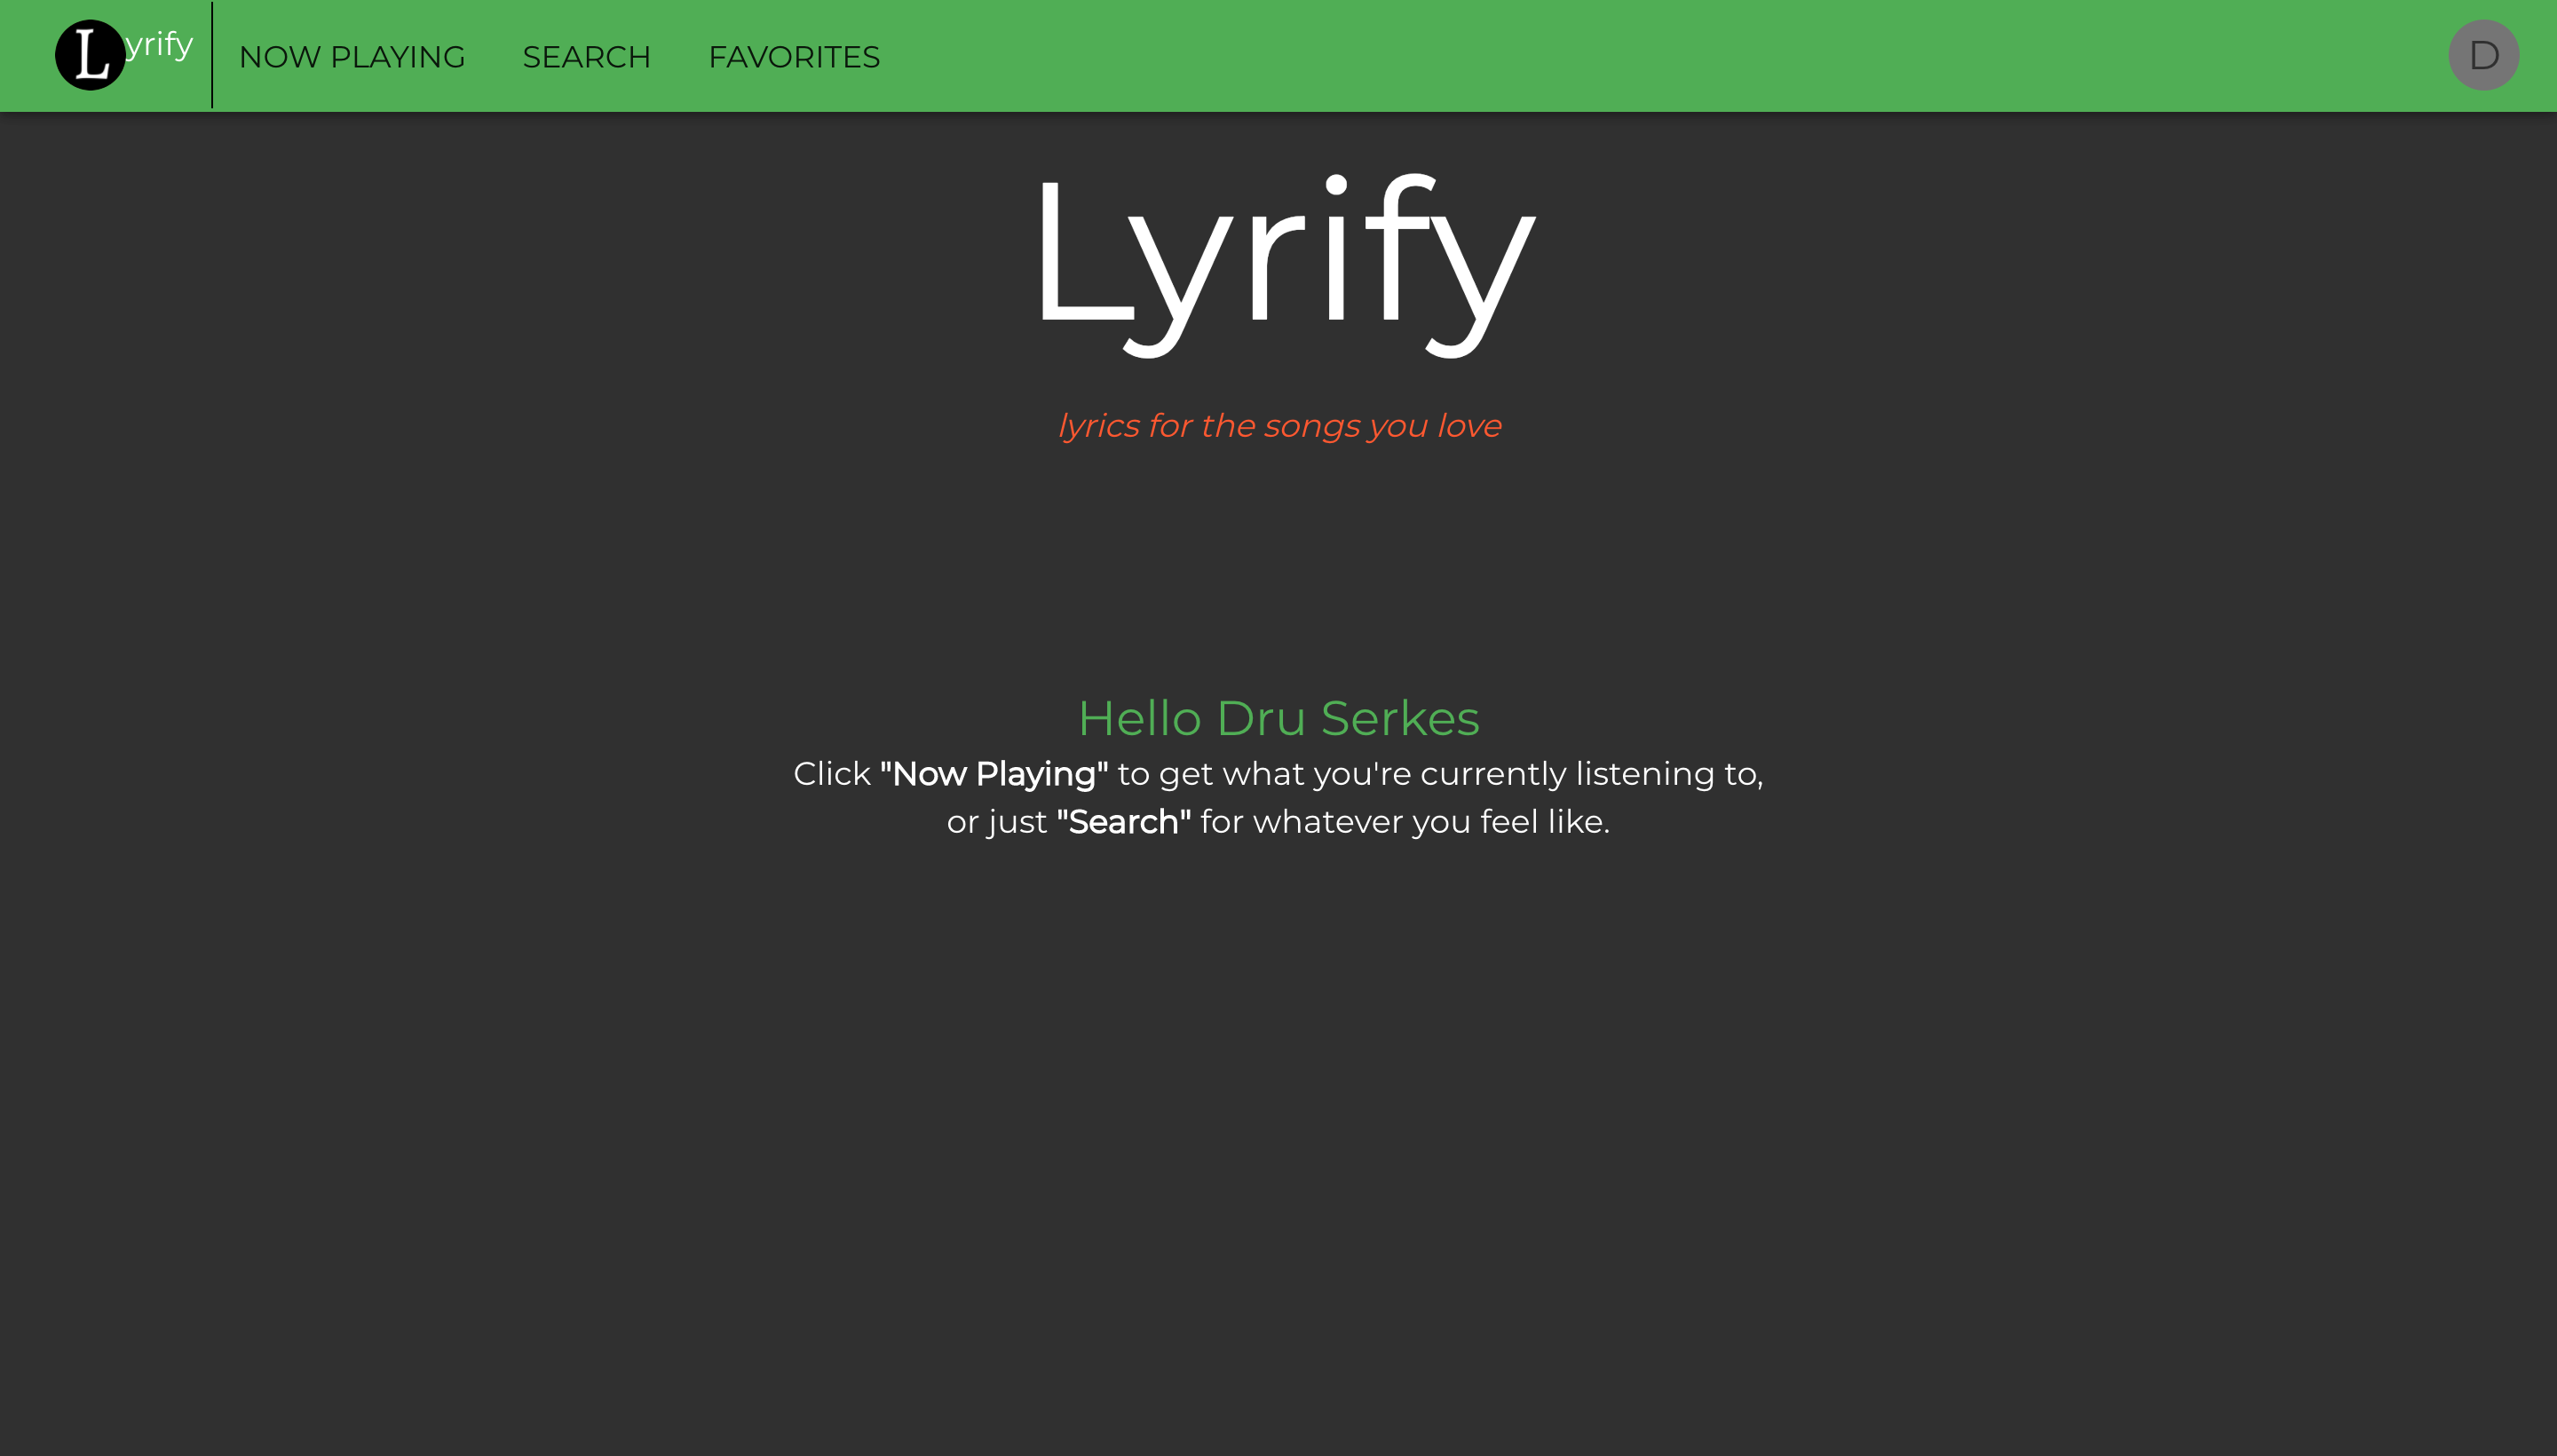 Lyrify
NOW PLAYING SEARCH FAVORITES
D
Lyrify
lyrics for the songs you love
Hello Dru Serkes
Click "Now Playing" to get what you're currently listening to,
or just "Search" for whatever you feel like.